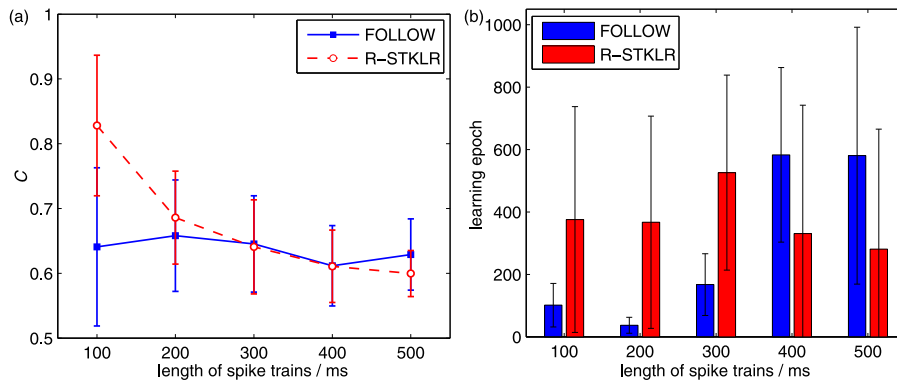 (a)
FOLLOW
R−STKLR
1
0.9
0.8
0.7
0.6
0.5
C
100
200
300
400
500
length of spike trains / ms
(b)
FOLLOW
R−STKLR
1000
800
600
400
200
0
learning epoch
100
200
300
400
500
length of spike trains / ms